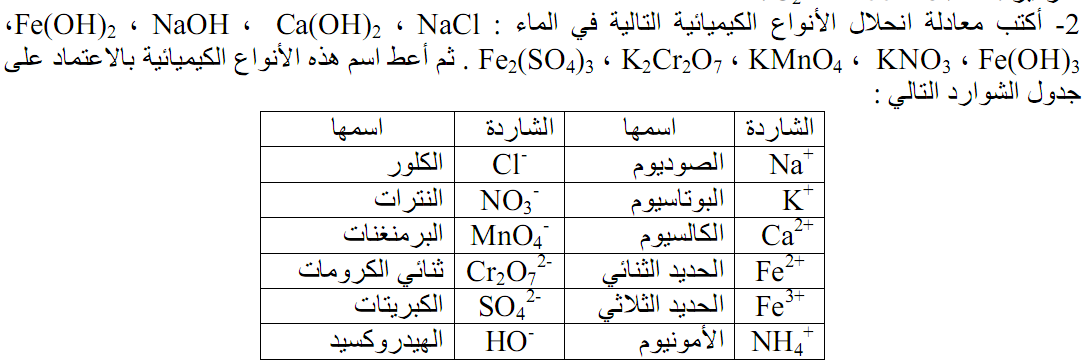 2- أكتب معادلة انحلال الأنواع الكيميائية التالية في الماء : NaCl ، Ca(OH)₂ ، NaOH ، Fe(OH)₂،
Fe(OH)₃ ، KNO₃ ، KMnO₄ ، K₂Cr₂O₇ ، Fe₂(SO₄)₃ . ثم أعط اسم هذه الأنواع الكيميائية بالاعتماد على
جدول الشوارد التالي :
الشاردة اسمها الشاردة اسمها
Na⁺ الصوديوم Cl⁻ الكلور
K⁺ البوتاسيوم NO₃⁻ النترات
Ca²⁺ الكالسيوم MnO₄⁻ البرمنغنات
Fe²⁺ الحديد الثنائي Cr₂O₇²⁻ ثنائي الكرومات
Fe³⁺ الحديد الثلاثي SO₄²⁻ الكبريتات
NH₄⁺ الأمونيوم HO⁻ الهيدروكسيد